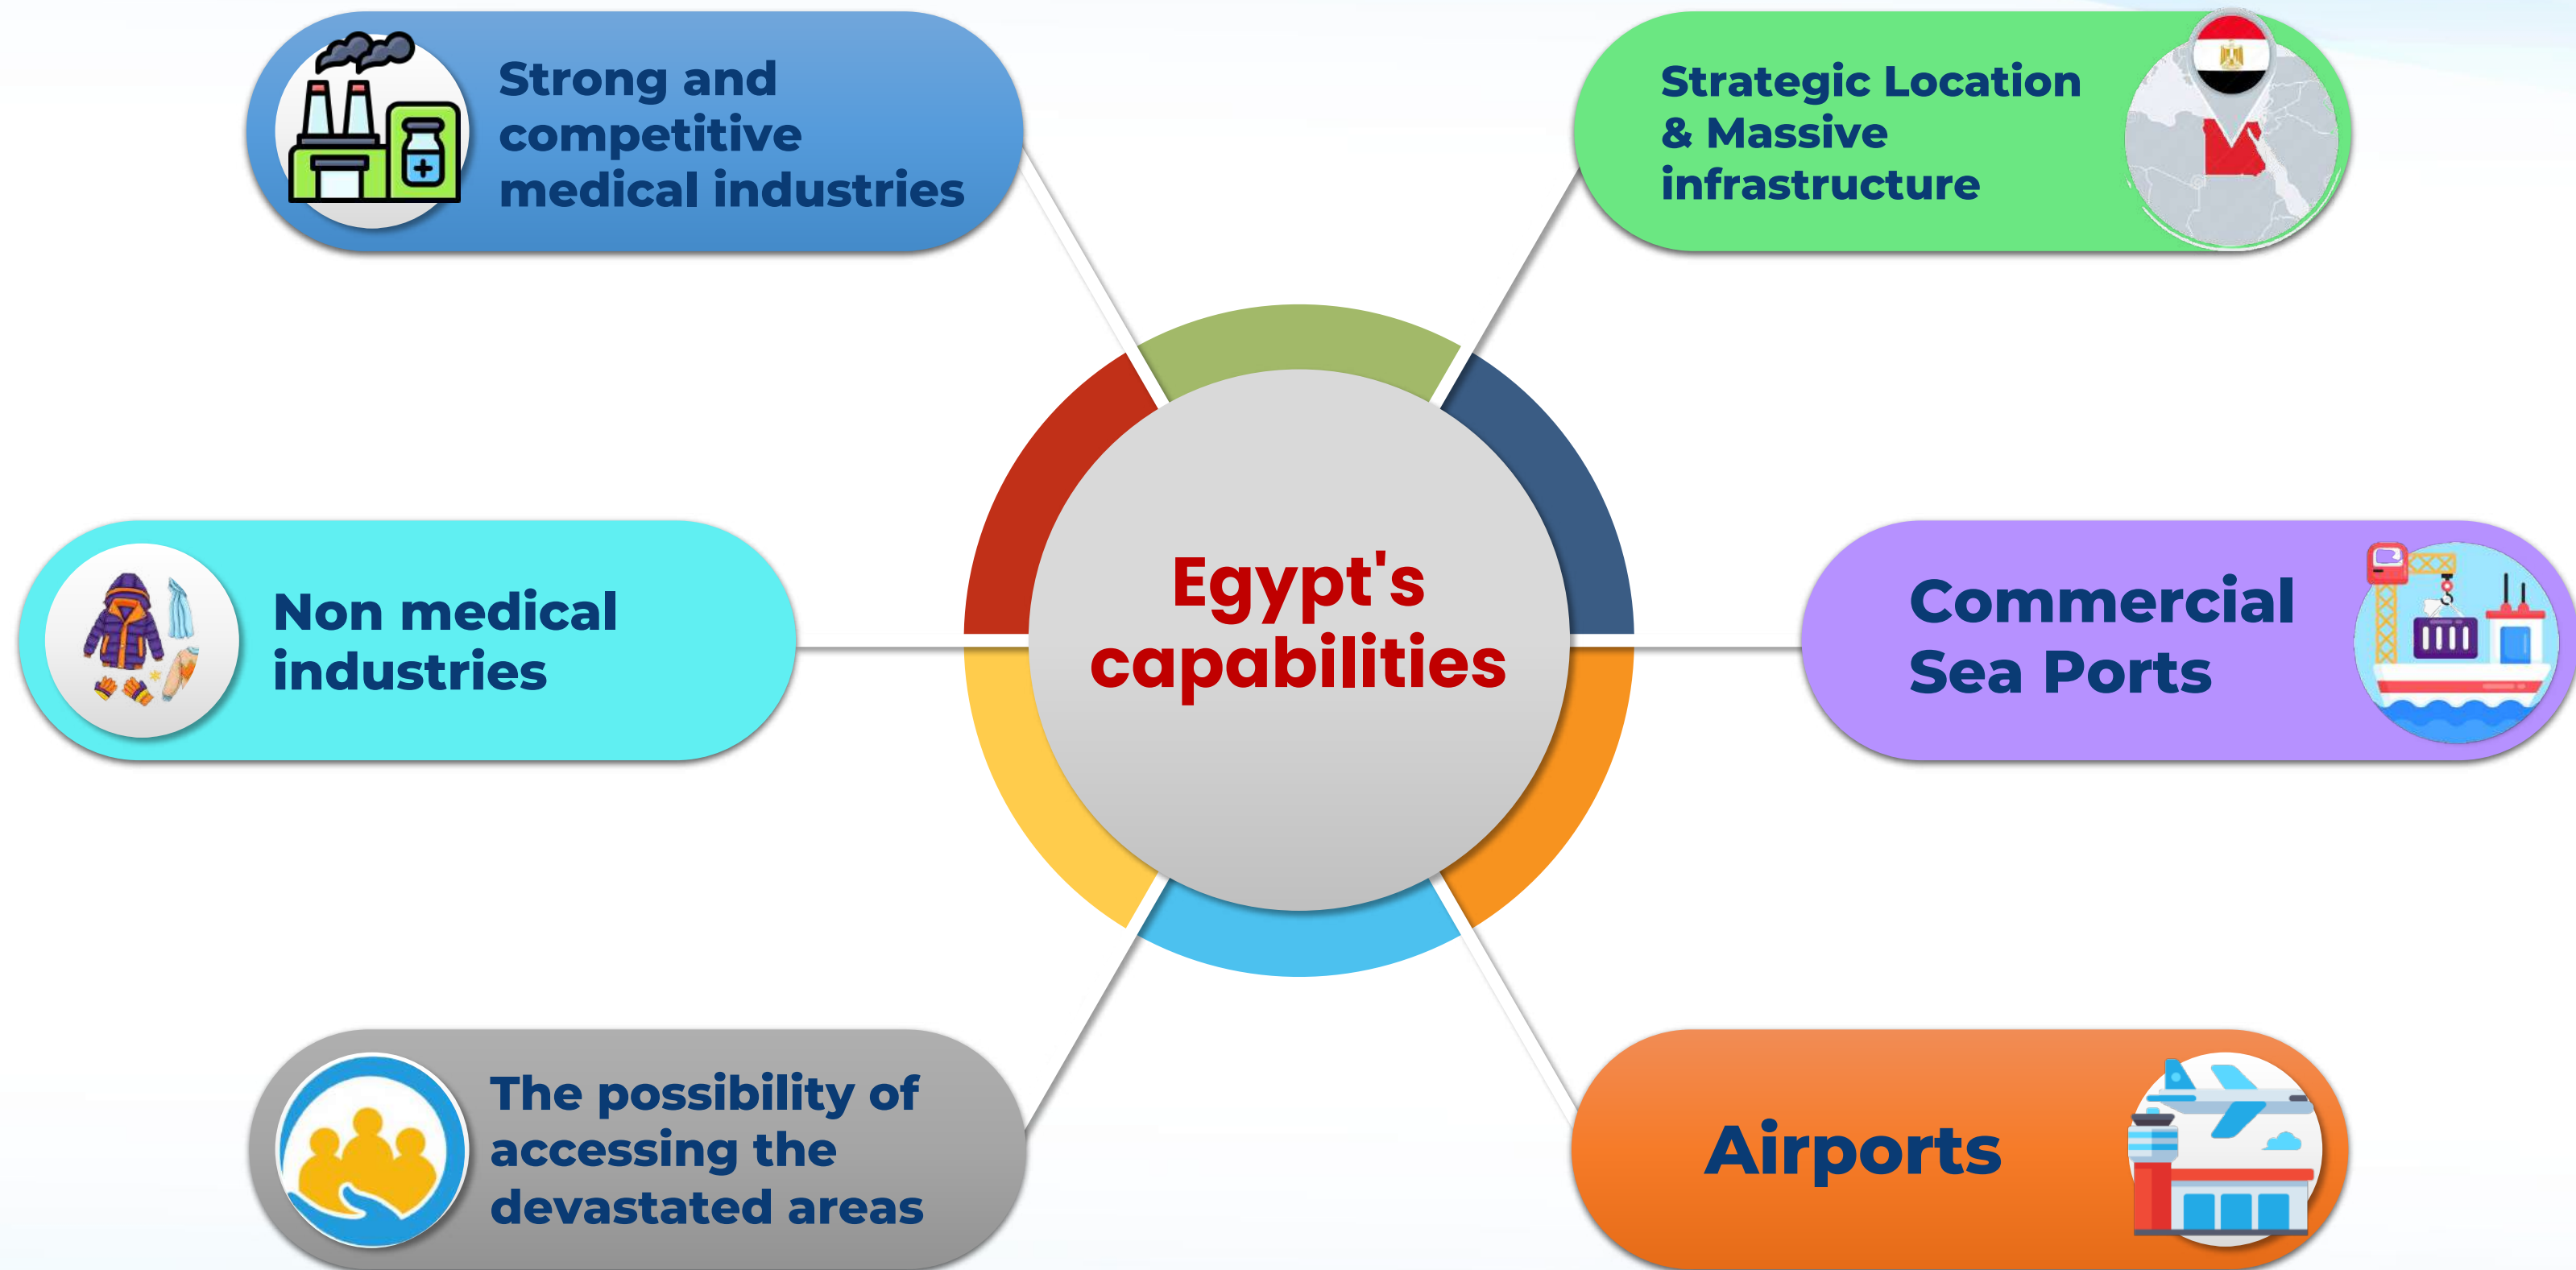 Strong and
competitive
medical industries
Strategic Location
& Massive
infrastructure
Non medical
industries
Egypt's
capabilities
Commercial
Sea Ports
The possibility of
accessing the
devastated areas
Airports